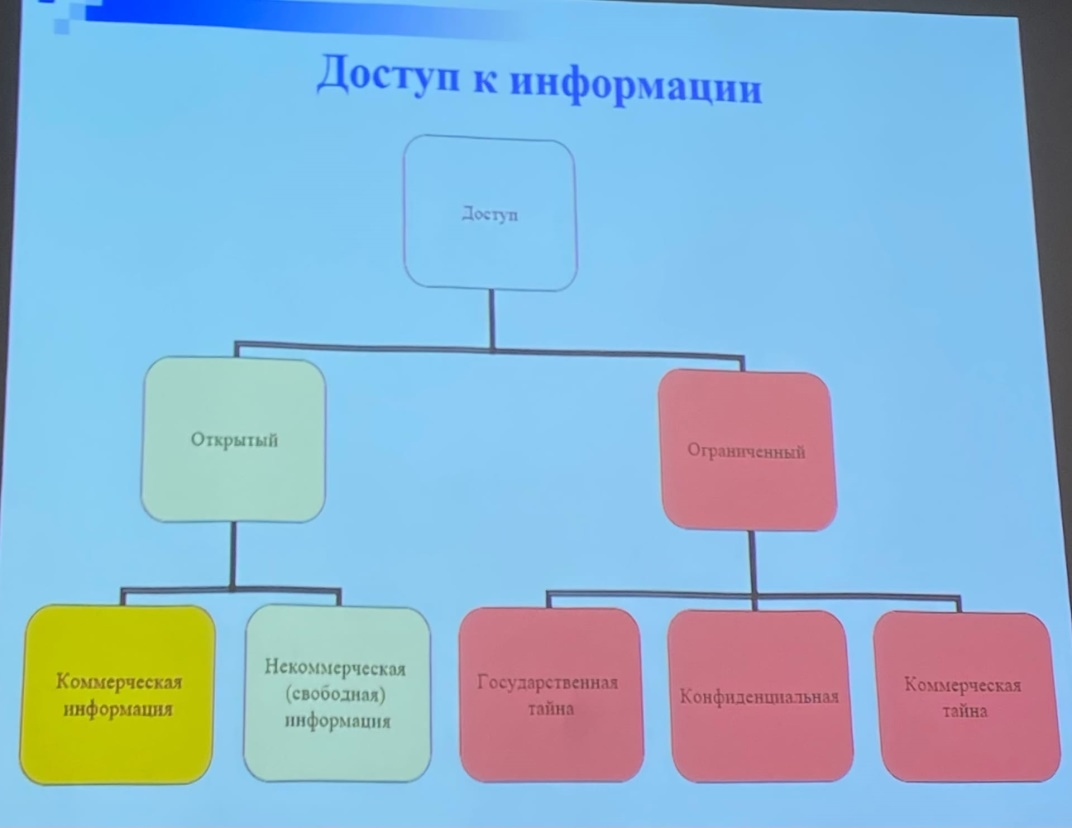 Доступ к информации
Доступ
Открытый
Ограниченный
Коммерческая
информация
Некоммерческая
(свободная)
информация
Государственная
тайна
Конфиденциальная
Коммерческая
тайна